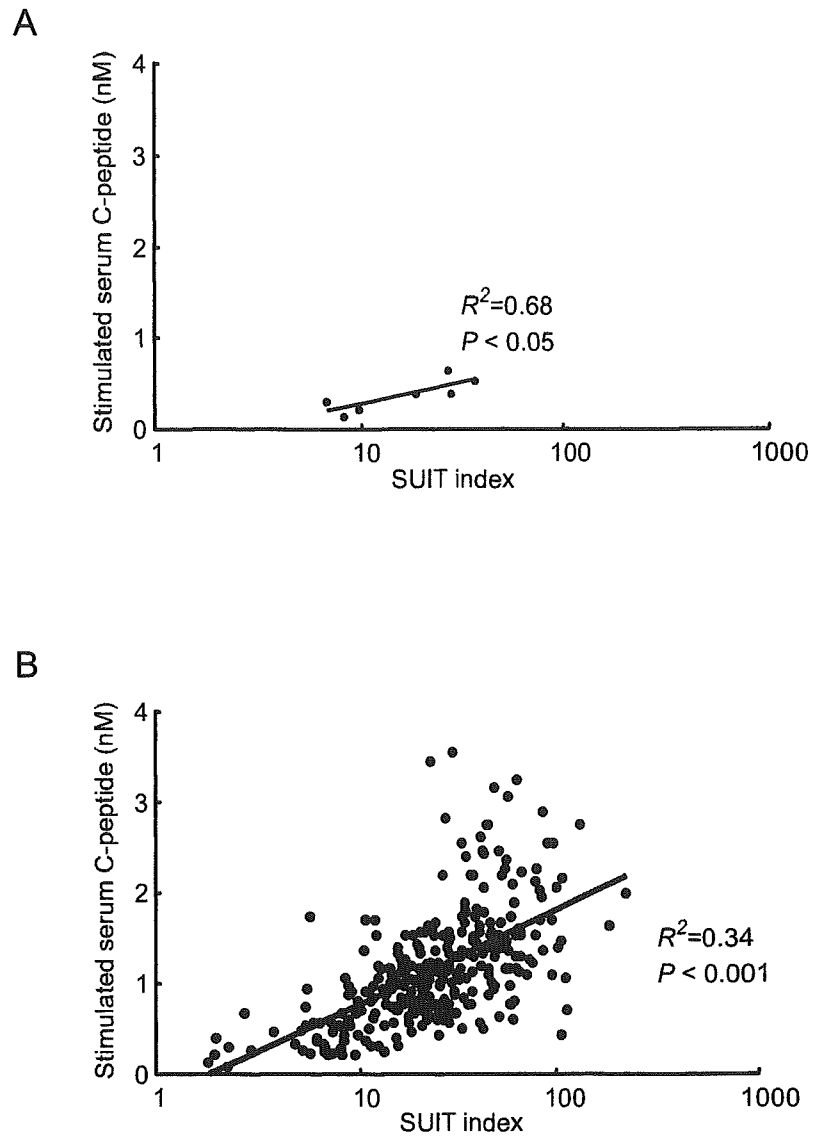 A
Stimulated serum C-peptide (nM)
4
3
2
1
0
R²=0.68
P < 0.05
1 10 100 1000
SUIT index
B
Stimulated serum C-peptide (nM)
4
3
2
1
0
R²=0.34
P < 0.001
1 10 100 1000
SUIT index